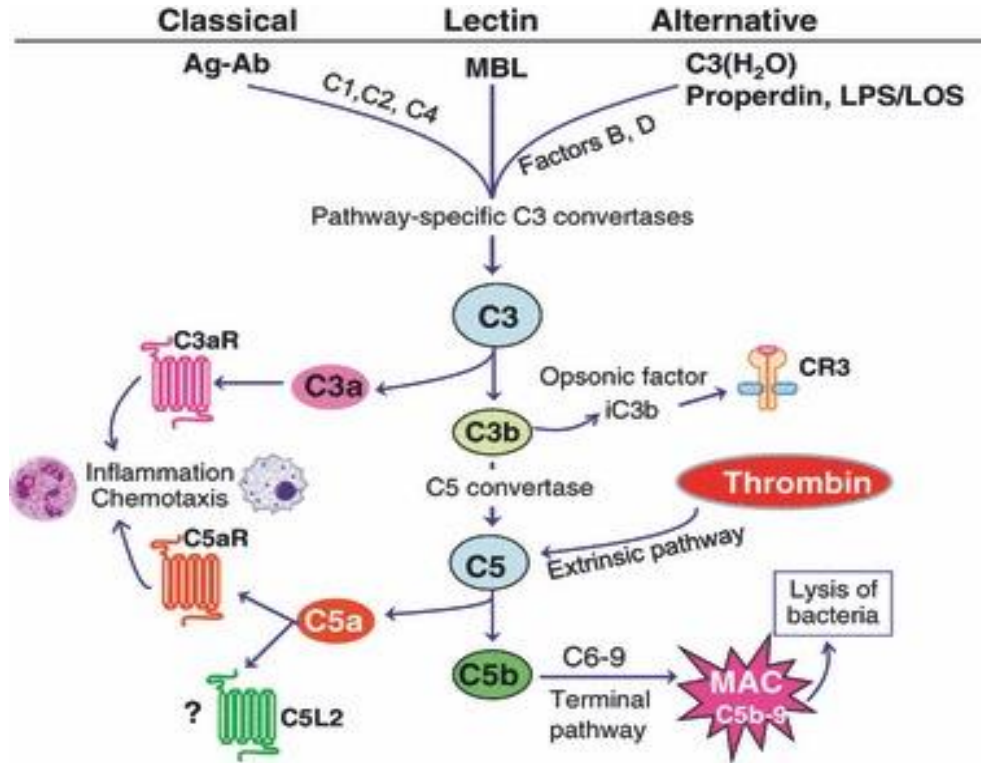 Classical
Lectin
Alternative
Ag-Ab
MBL
C3(H₂O)
Properdin, LPS/LOS
C1,C2, C4
Factors B, D
Pathway-specific C3 convertases
C3
C3aR
C3a
Opsonic factor
iC3b
CR3
C3b
Inflammation
Chemotaxis
C5 convertase
Thrombin
C5aR
C5
Extrinsic pathway
Lysis of
bacteria
C5a
C5b
C6-9
Terminal
pathway
MAC
C5b-9
?
C5L2